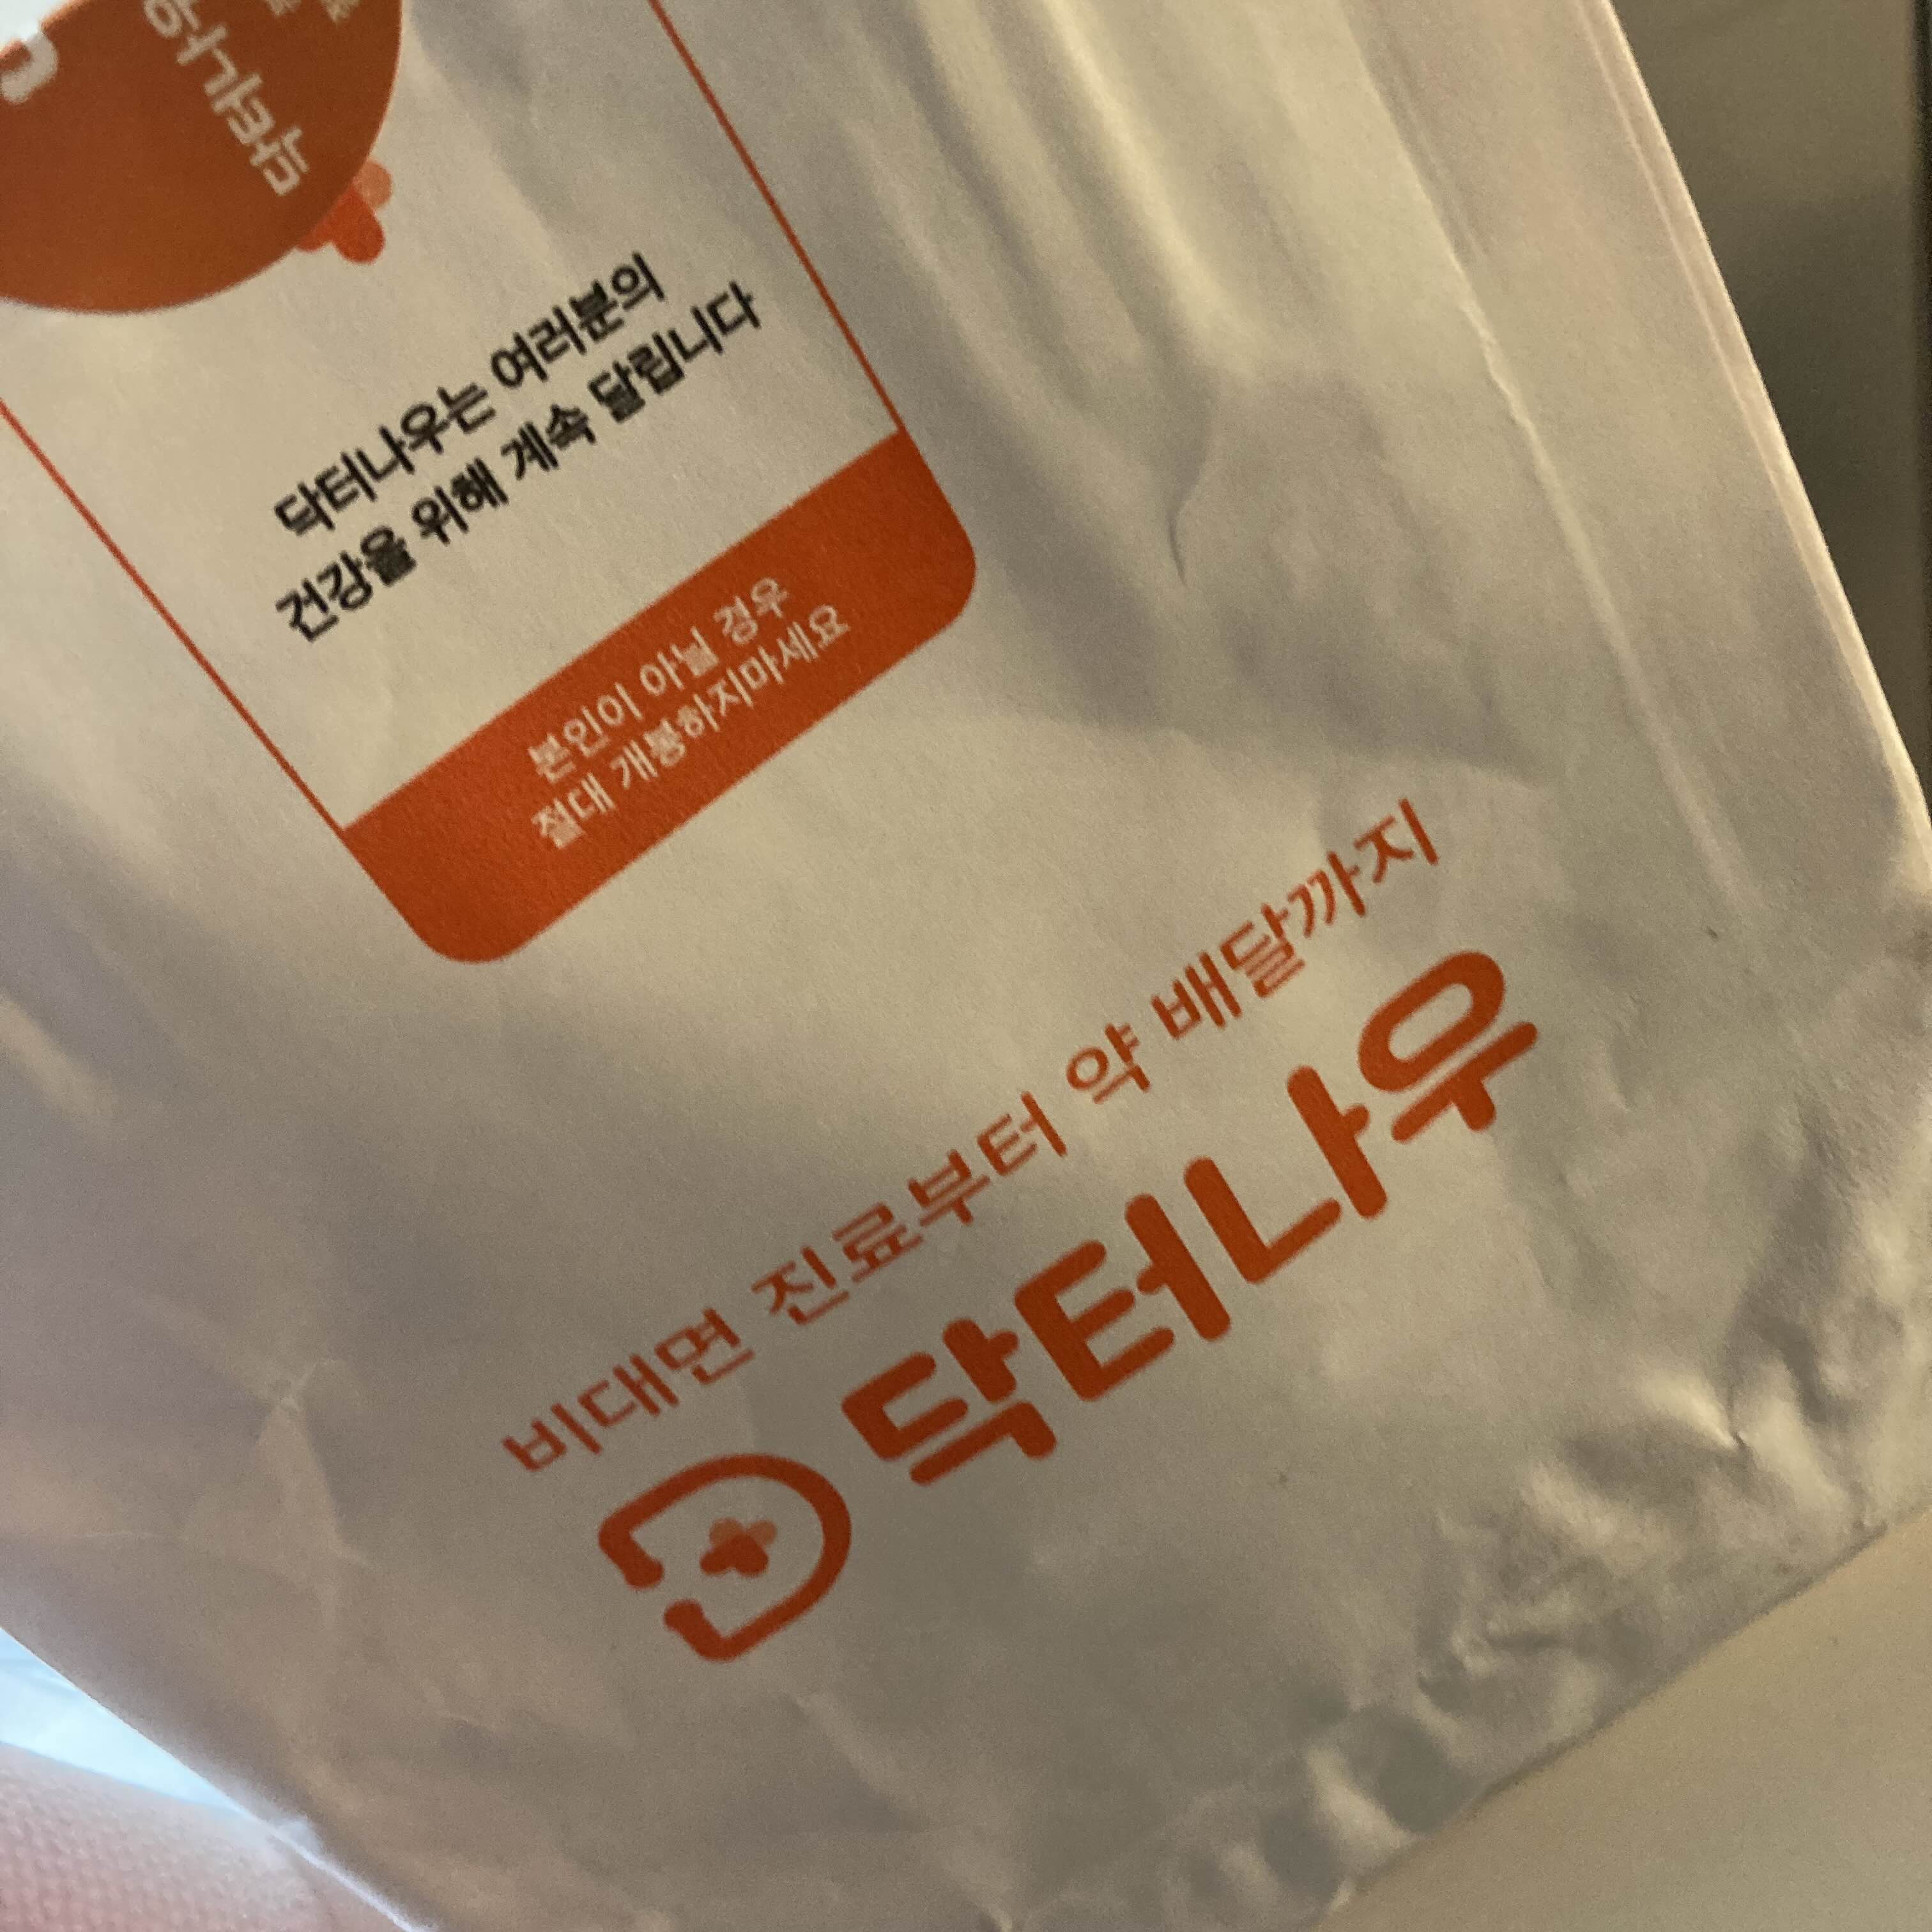 닥터나우는 여러분의
건강을 위해 계속 달립니다
본인이 아닐 경우
절대 개봉하지마세요
비대면 진료부터 약 배달까지
닥터나우